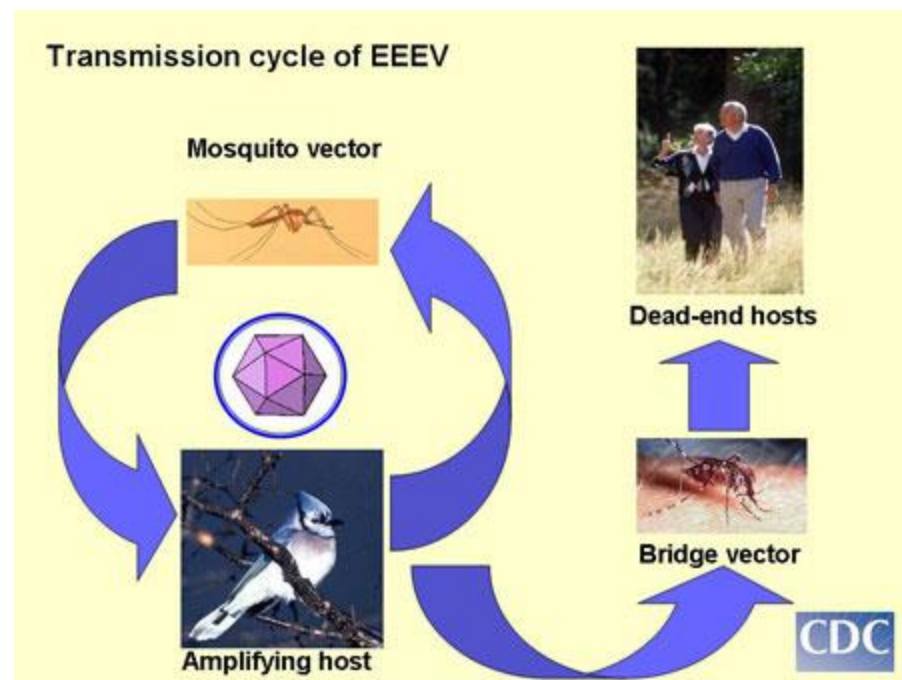 Transmission cycle of EEEV
Mosquito vector
Amplifying host
Dead-end hosts
Bridge vector
CDC